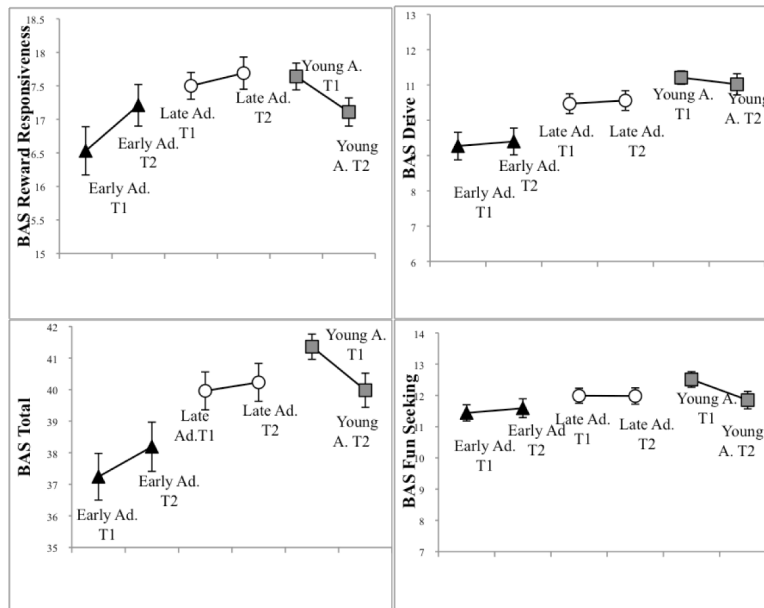 BAS Reward Responsiveness
18.5
18
17.5
17
16.5
16
15.5
15
Early Ad.
T1
Early Ad.
T2
Late Ad.
T1
Late Ad.
T2
Young A.
T1
Young
A. T2
BAS Drive
13
12
11
9
8
7
6
Early Ad.
T1
Early Ad.
T2
Late Ad.
T1
Late Ad.
T2
Young A.
T1
Young
A. T2
BAS Total
42
41
40
39
38
37
36
35
Early Ad.
T1
Early Ad.
T2
Late
Ad.T1
Late Ad.
T2
Young A.
T1
Young
A. T2
BAS Fun Seeking
14
13
12
11
10
9
8
7
Early Ad.
T1
Early Ad
T2
Late Ad.
T1
Late Ad.
T2
Young A.
T1
Young
A. T2